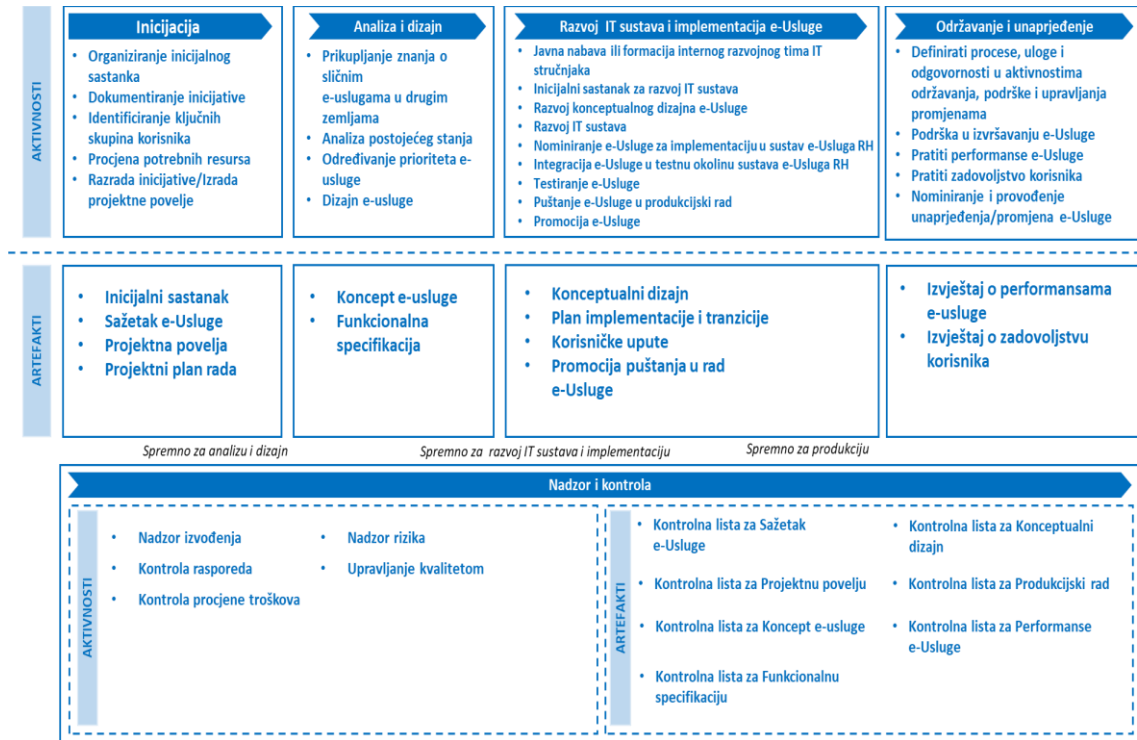 Inicijacija
Analiza i dizajn
Razvoj IT sustava i implementacija e-Usluge
Održavanje i unaprjeđenje
AKTIVNOSTI
• Organiziranje inicijalnog
sastanka
• Dokumentiranje inicijative
• Identificiranje ključnih
skupina korisnika
• Procjena potrebnih resursa
• Razrada inicijative/Izrada
projektne povelje
• Prikupljanje znanja o
sličnim
e-uslugama u drugim
zemljama
• Analiza postojećeg stanja
• Određivanje prioriteta e-
usluge
• Dizajn e-usluge
• Javna nabava ili formacija internog razvojnog tima IT
stručnjaka
• Inicijalni sastanak za razvoj IT sustava
• Razvoj konceptualnog dizajna e-Usluge
• Razvoj IT sustava
• Nominiranje e-Usluge za implementaciju u sustav e-Usluga RH
• Integracija e-Usluge u testnu okolinu sustava e-Usluga RH
• Testiranje e-Usluge
• Puštanje e-Usluge u produkcijski rad
• Promocija e-Usluge
• Definirati procese, uloge i
odgovornosti u aktivnostima
održavanja, podrške i upravljanja
promjenama
• Podrška u izvršavanju e-Usluge
• Pratiti performanse e-Usluge
• Pratiti zadovoljstvo korisnika
• Nominiranje i provođenje
unaprjeđenja/promjena e-Usluge
ARTEFAKTI
• Inicijalni sastanak
• Sažetak e-Usluge
• Projektna povelja
• Projektni plan rada
• Koncept e-usluge
• Funkcionalna
specifikacija
• Konceptualni dizajn
• Plan implementacije i tranzicije
• Korisničke upute
• Promocija puštanja u rad
e-Usluge
• Izvještaj o performansama
e-usluge
• Izvještaj o zadovoljstvu
korisnika
Spremno za analizu i dizajn
Spremno za razvoj IT sustava i implementaciju
Spremno za produkciju
Nadzor i kontrola
AKTIVNOSTI
• Nadzor izvođenja
• Kontrola rasporeda
• Kontrola procjene troškova
• Nadzor rizika
• Upravljanje kvalitetom
ARTEFAKTI
• Kontrolna lista za Sažetak
e-Usluge
• Kontrolna lista za Projektnu povelju
• Kontrolna lista za Koncept e-usluge
• Kontrolna lista za Funkcionalnu
specifikaciju
• Kontrolna lista za Konceptualni
dizajn
• Kontrolna lista za Produkcijski rad
• Kontrolna lista za Performanse
e-Usluge